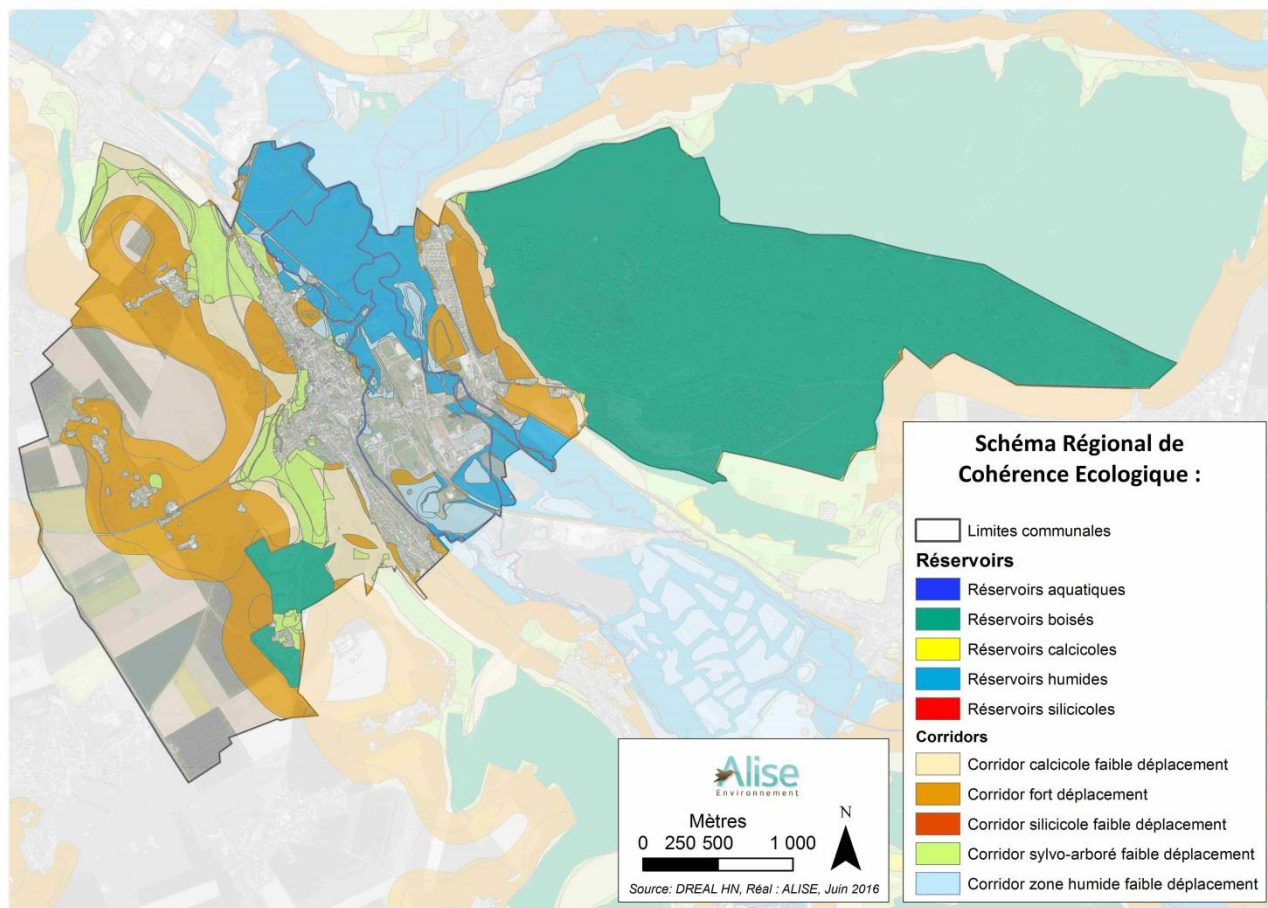 Schéma Régional de
Cohérence Ecologique :
Limites communales
Réservoirs
Réservoirs aquatiques
Réservoirs boisés
Réservoirs calcicoles
Réservoirs humides
Réservoirs silicicoles
Corridors
Corridor calcicole faible déplacement
Corridor fort déplacement
Corridor silicicole faible déplacement
Corridor sylvo-arboré faible déplacement
Corridor zone humide faible déplacement
Alise
Environnement
Mètres
N
0 250 500 1 000
Source: DREAL HN, Réal : ALISE, Juin 2016